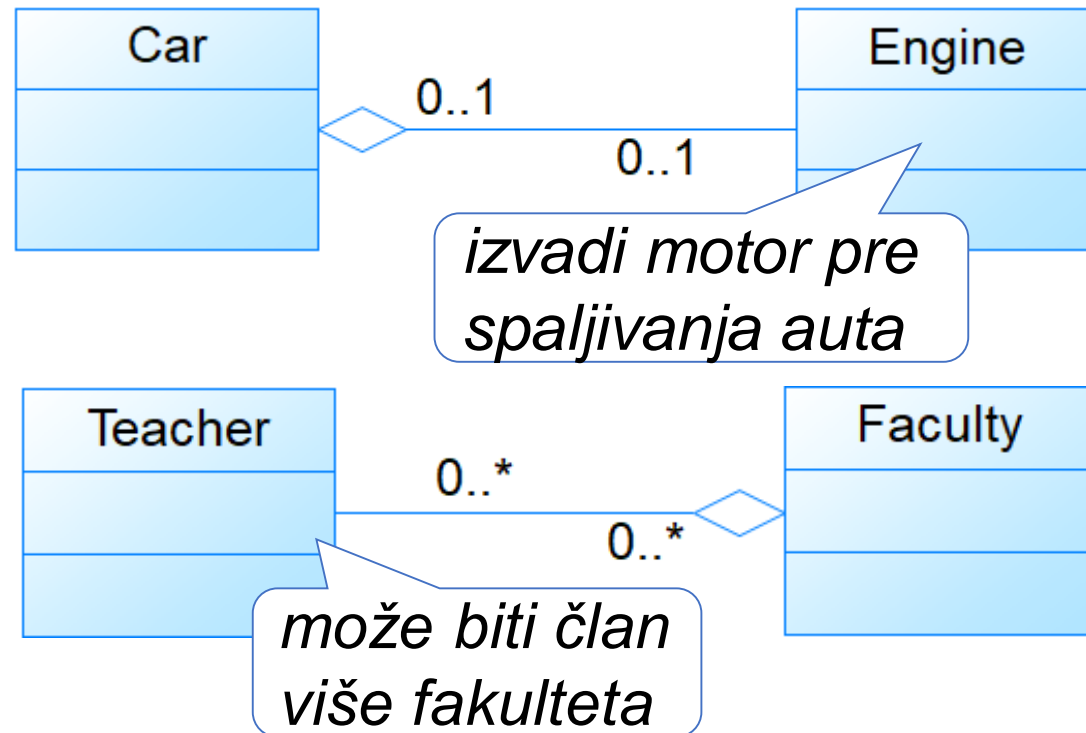 Car
Engine
0..1
0..1
izvadi motor pre
spaljivanja auta
Teacher
Faculty
0..*
0..*
može biti član
više fakulteta